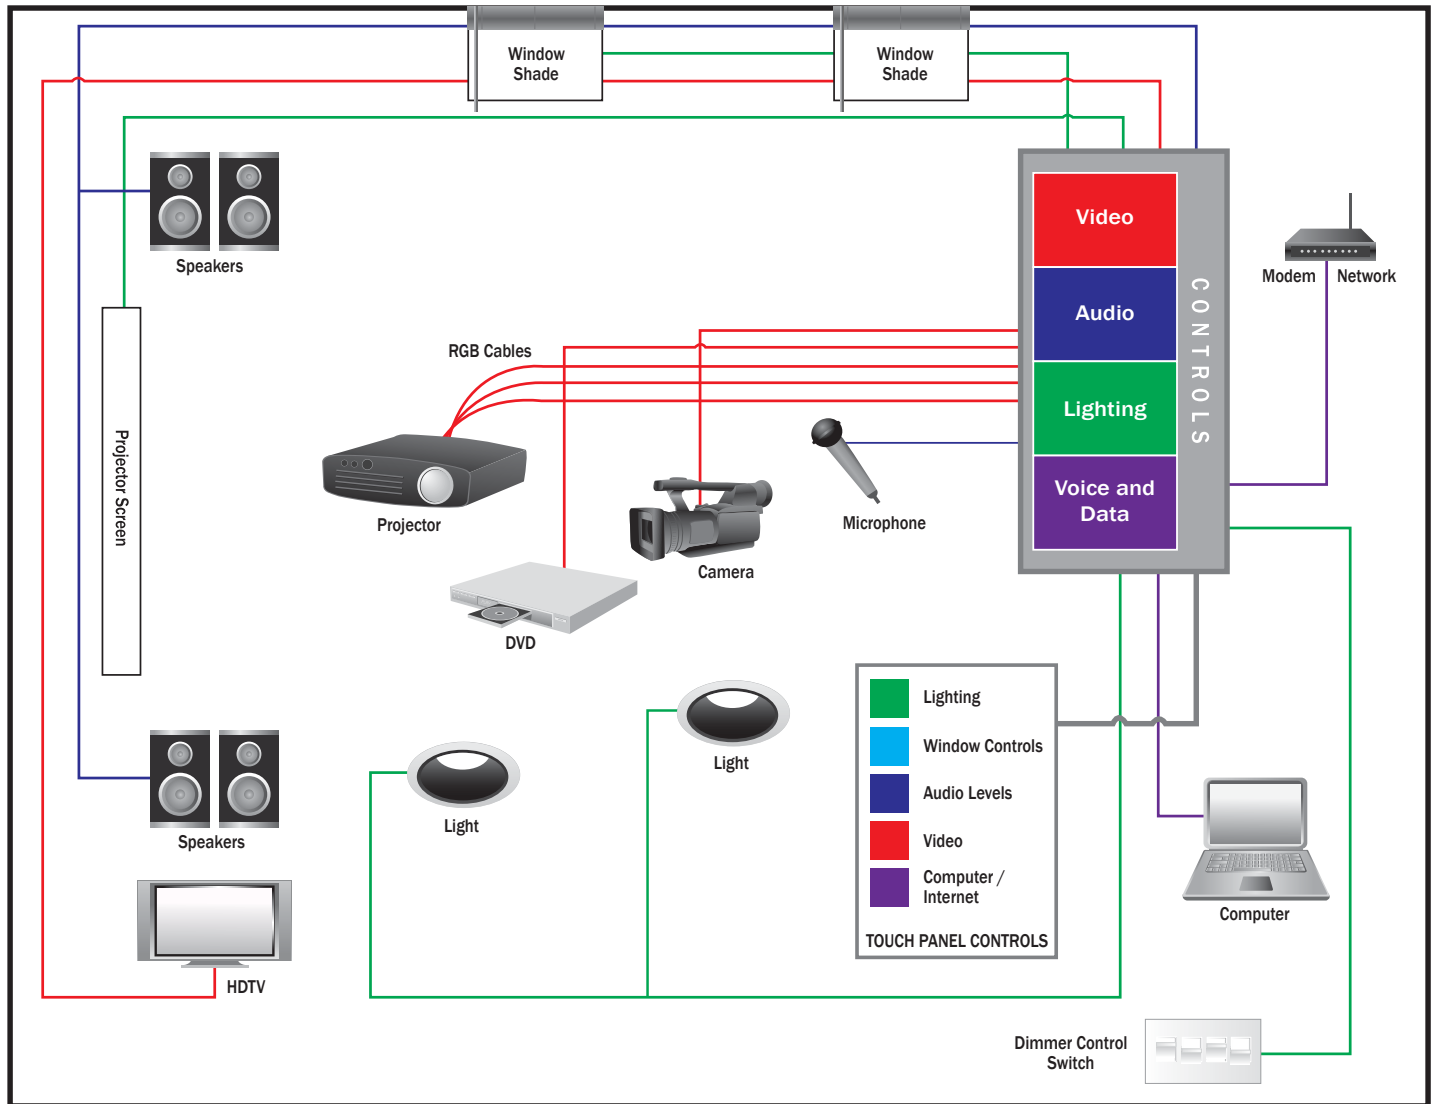 Window
Shade
Window
Shade
Speakers
Video
Audio
Lighting
Voice and
Data
CONTROLS
Modem
Network
RGB Cables
Projector Screen
Projector
Camera
Microphone
DVD
Light
Light
Speakers
HDTV
Lighting
Window Controls
Audio Levels
Video
Computer /
Internet
TOUCH PANEL CONTROLS
Computer
Dimmer Control
Switch